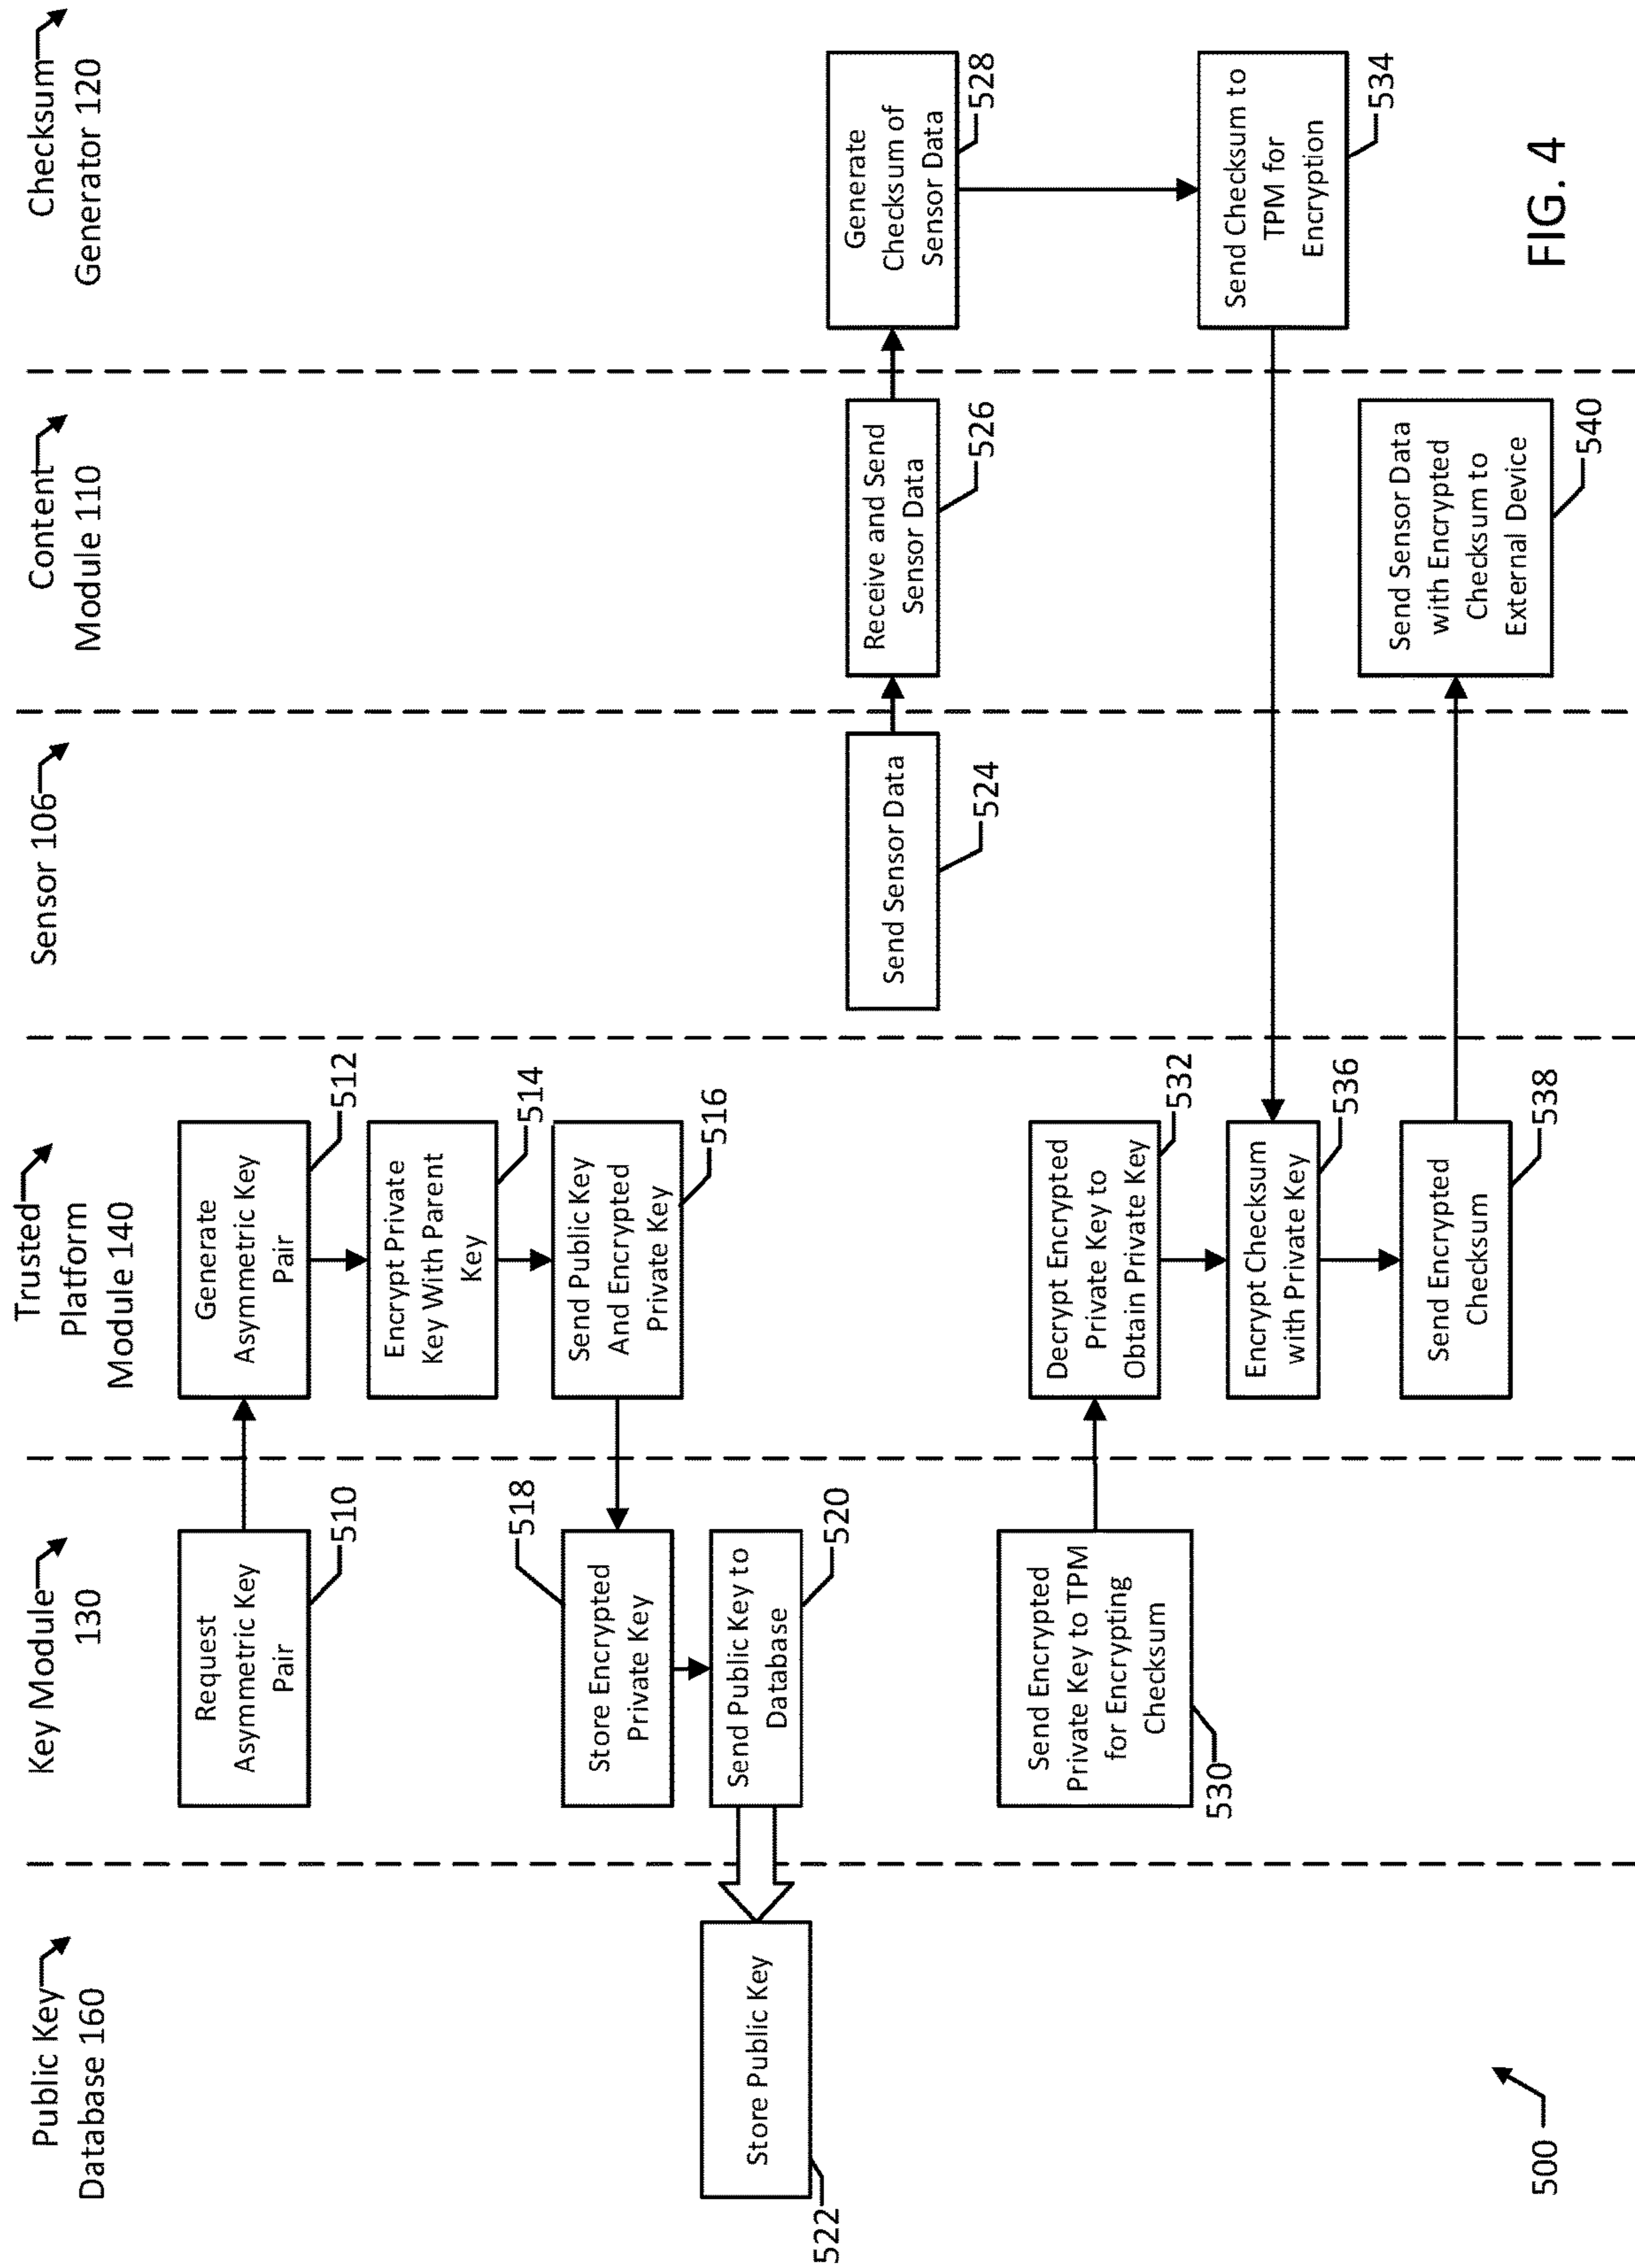 Public Key
Database 160
Key Module
130
Trusted
Platform
Module 140
Sensor 106
Content
Module 110
Checksum
Generator 120
Request
Asymmetric Key
Pair
510
Generate
Asymmetric Key
Pair
512
Encrypt Private
Key With Parent
Key
514
Send Public Key
And Encrypted
Private Key
516
Store Encrypted
Private Key
518
Send Public Key to
Database
520
Store Public Key
522
Send Sensor Data
524
Receive and Send
Sensor Data
526
Generate
Checksum of
Sensor Data
528
Send Encrypted
Private Key to TPM
for Encrypting
Checksum
530
Decrypt Encrypted
Private Key to
Obtain Private Key
532
Send Checksum to
TPM for
Encryption
534
Encrypt Checksum
with Private Key
536
Send Encrypted
Checksum
538
Send Sensor Data
with Encrypted
Checksum to
External Device
540
500
FIG. 4